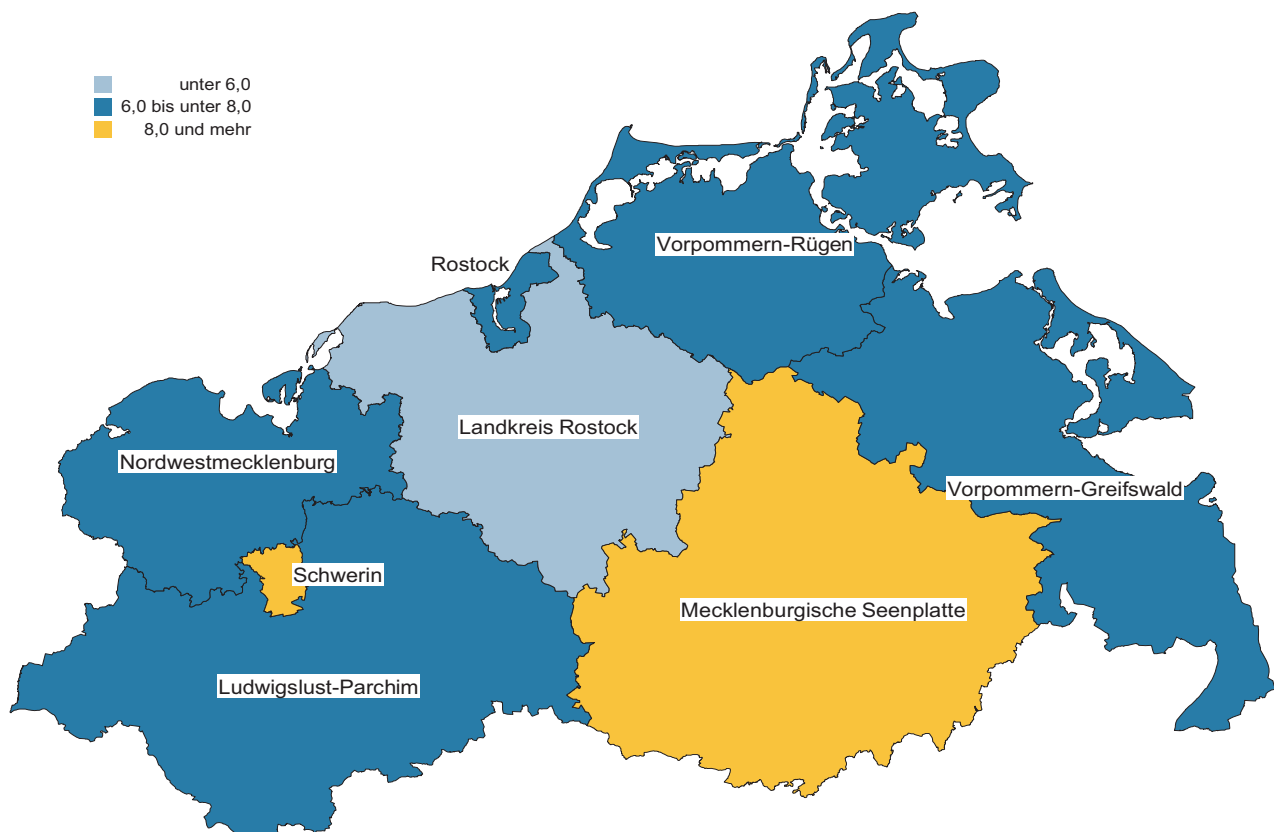 unter 6,0
6,0 bis unter 8,0
8,0 und mehr
Vorpommern-Rügen
Rostock
Landkreis Rostock
Nordwestmecklenburg
Vorpommern-Greifswald
Schwerin
Mecklenburgische Seenplatte
Ludwigslust-Parchim